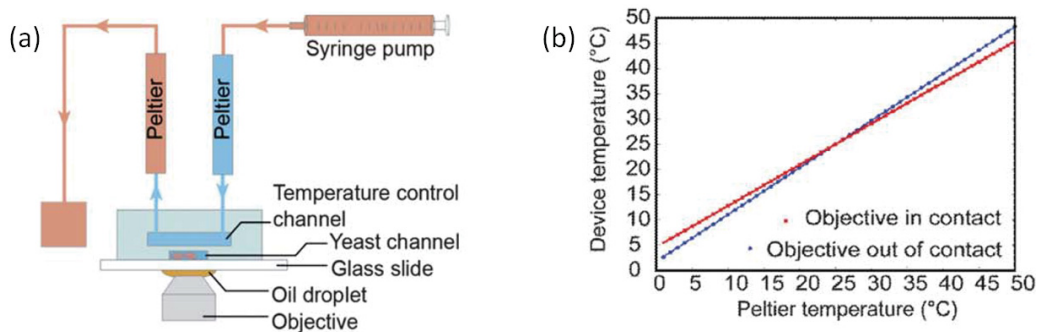 (a)
Syringe pump
Peltier
Peltier
Temperature control
channel
Yeast channel
Glass slide
Oil droplet
Objective
(b)
Device temperature (°C)
50
45
40
35
30
25
20
15
10
5
0
Objective in contact
Objective out of contact
0 5 10 15 20 25 30 35 40 45 50
Peltier temperature (°C)